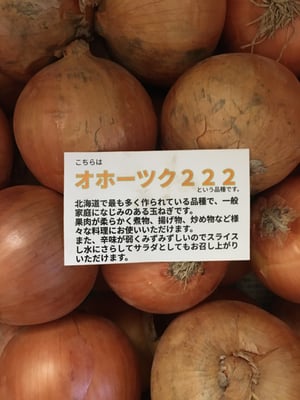 こちらは
オホーツク２２２
という品種です。
北海道で最も多く作られている品種で、一般
家庭になじみのある玉ねぎです。
果肉が柔らかく煮物、揚げ物、炒め物など様
々な料理にお使いいただけます。
また、辛味が弱くみずみずしいのでスライス
し水にさらしてサラダとしてもお召し上がり
いただけます。